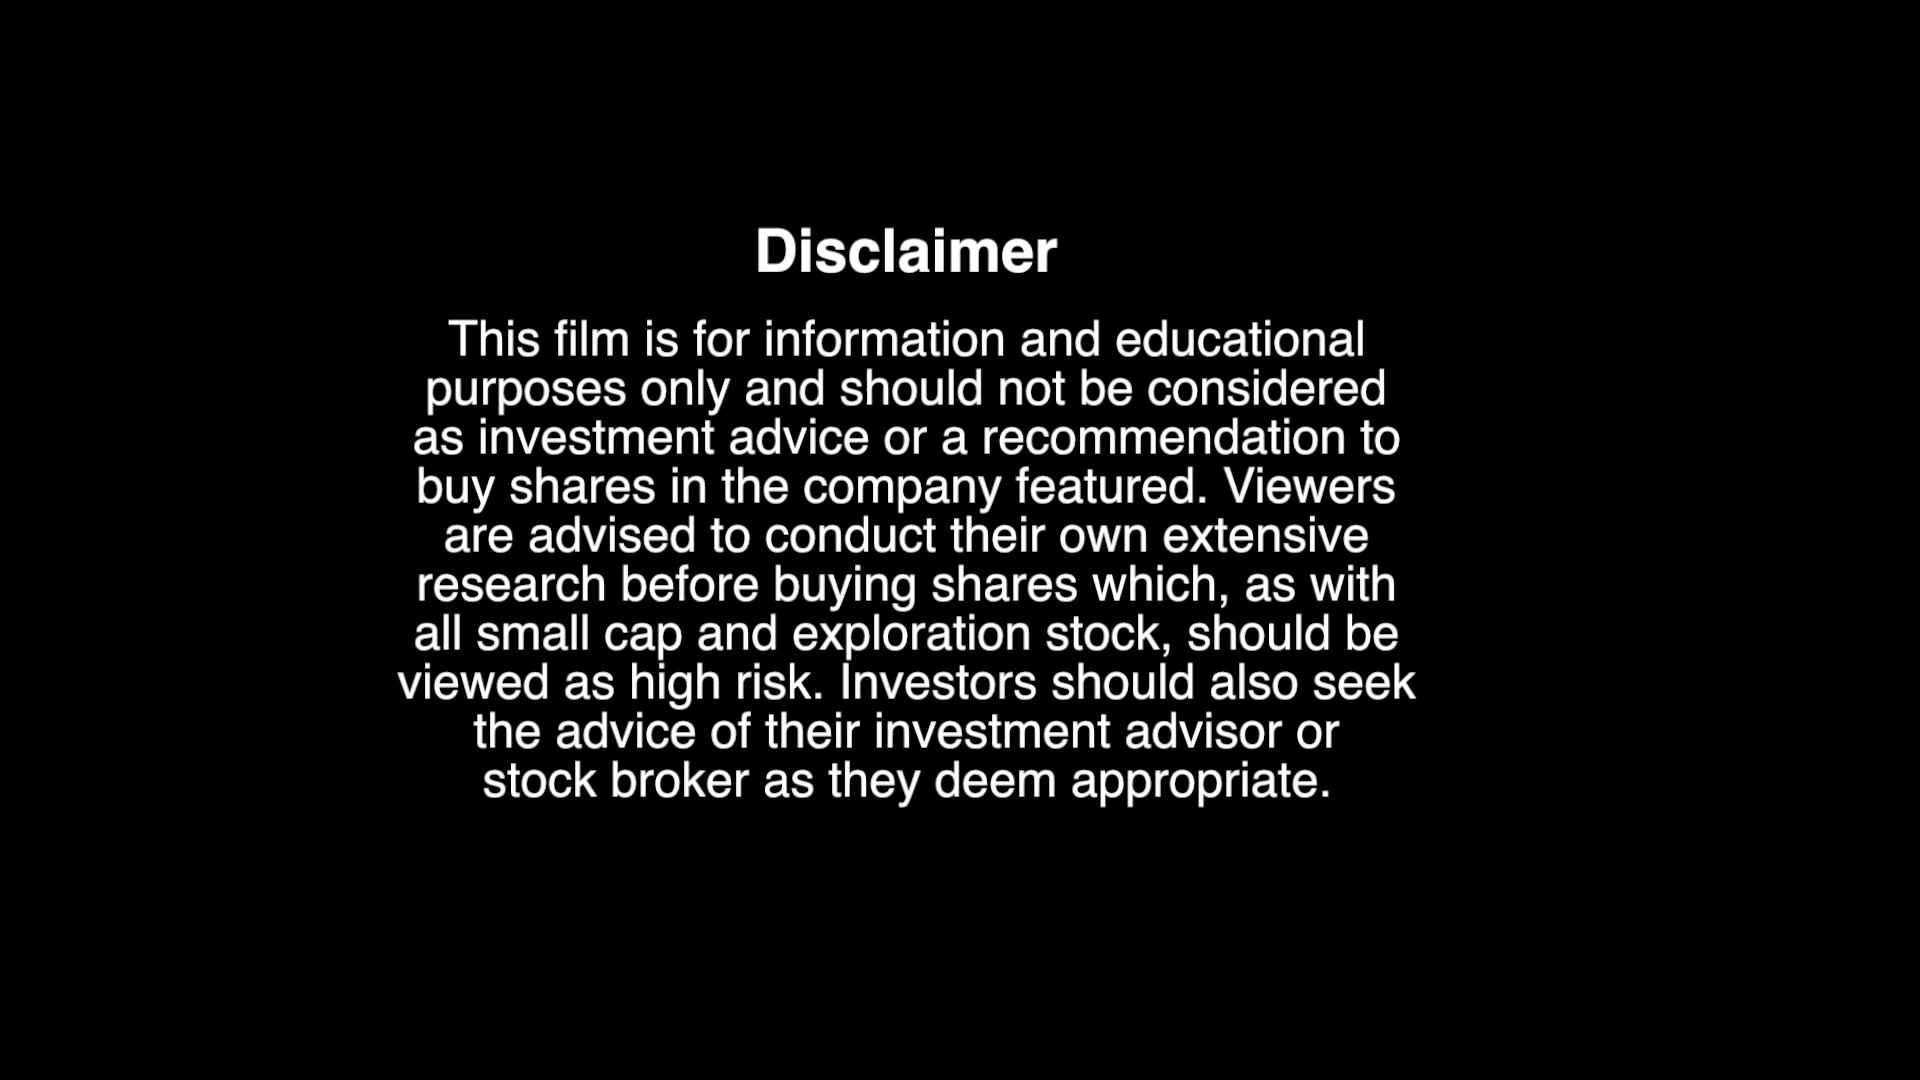 Disclaimer
This film is for information and educational
purposes only and should not be considered
as investment advice or a recommendation to
buy shares in the company featured. Viewers
are advised to conduct their own extensive
research before buying shares which, as with
all small cap and exploration stock, should be
viewed as high risk. Investors should also seek
the advice of their investment advisor or
stock broker as they deem appropriate.